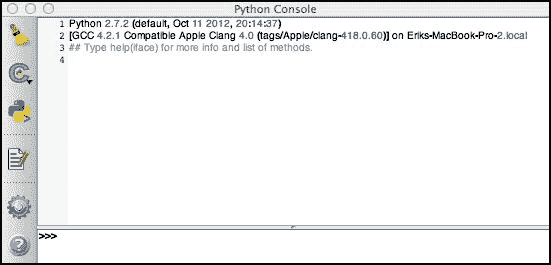 Python Console
1 Python 2.7.2 (default, Oct 11 2012, 20:14:37)
2 [GCC 4.2.1 Compatible Apple Clang 4.0 (tags/Apple/clang-418.0.60)] on Eriks-MacBook-Pro-2.local
3 ## Type help(iface) for more info and list of methods.
4
>>>